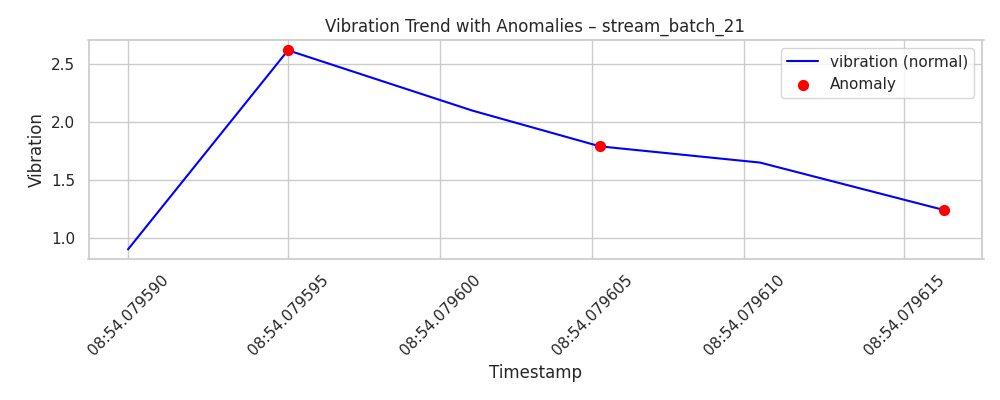 Vibration Trend with Anomalies – stream_batch_21
vibration (normal)
Anomaly
Vibration
2.5
2.0
1.5
1.0
08:54.079590
08:54.079595
08:54.079600
08:54.079605
08:54.079610
08:54.079615
Timestamp